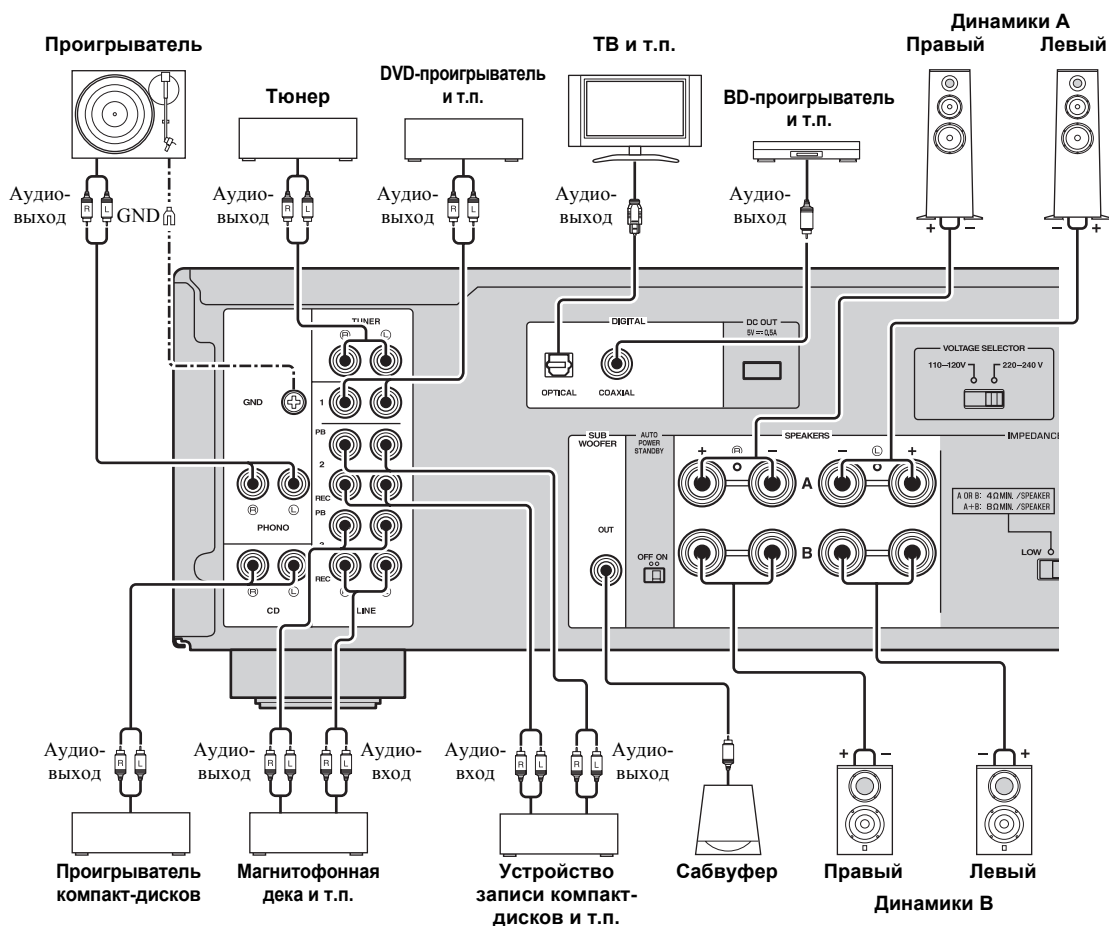 Динамики A
Проигрыватель
ТВ и т.п.
Правый
Левый
DVD-проигрыватель
и т.п.
Тюнер
BD-проигрыватель
и т.п.
Аудио-
выход
GND
Аудио-
выход
Аудио-
выход
Аудио-
выход
Аудио-
выход
R
L
R
L
R
L
+
−
−
+
TUNER
R
L
DIGITAL
DC OUT
5V 0,5A
VOLTAGE SELECTOR
110–120V
220–240 V
GND
1
OPTICAL
COAXIAL
PB
SUB
WOOFER
AUTO
POWER
STANDBY
SPEAKERS
IMPEDANCE
+
R
−
−
L
+
2
A
REC
R
L
PHONO
PB
A OR B: 4ΩMIN. /SPEAKER
A+B: 8ΩMIN. /SPEAKER
OUT
3
OFF ON
B
LOW
REC
R
L
CD
L
LINE
Аудио-
выход
Аудио-
выход
Аудио-
вход
Аудио-
вход
Аудио-
выход
R
L
R
L
R
L
R
L
R
L
+
−
−
+
Проигрыватель
компакт-дисков
Магнитофонная
дека и т.п.
Устройство
записи компакт-
дисков и т.п.
Сабвуфер
Правый
Левый
Динамики B